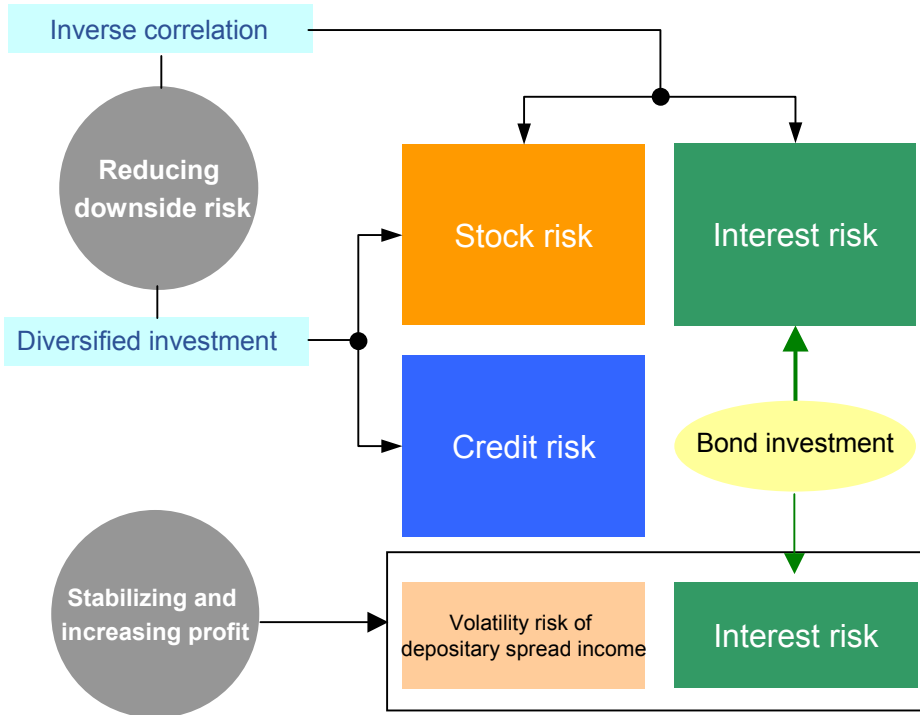 Inverse correlation
Reducing
downside risk
Stock risk
Interest risk
Diversified investment
Credit risk
Bond investment
Stabilizing and
increasing profit
Volatility risk of
depositary spread income
Interest risk